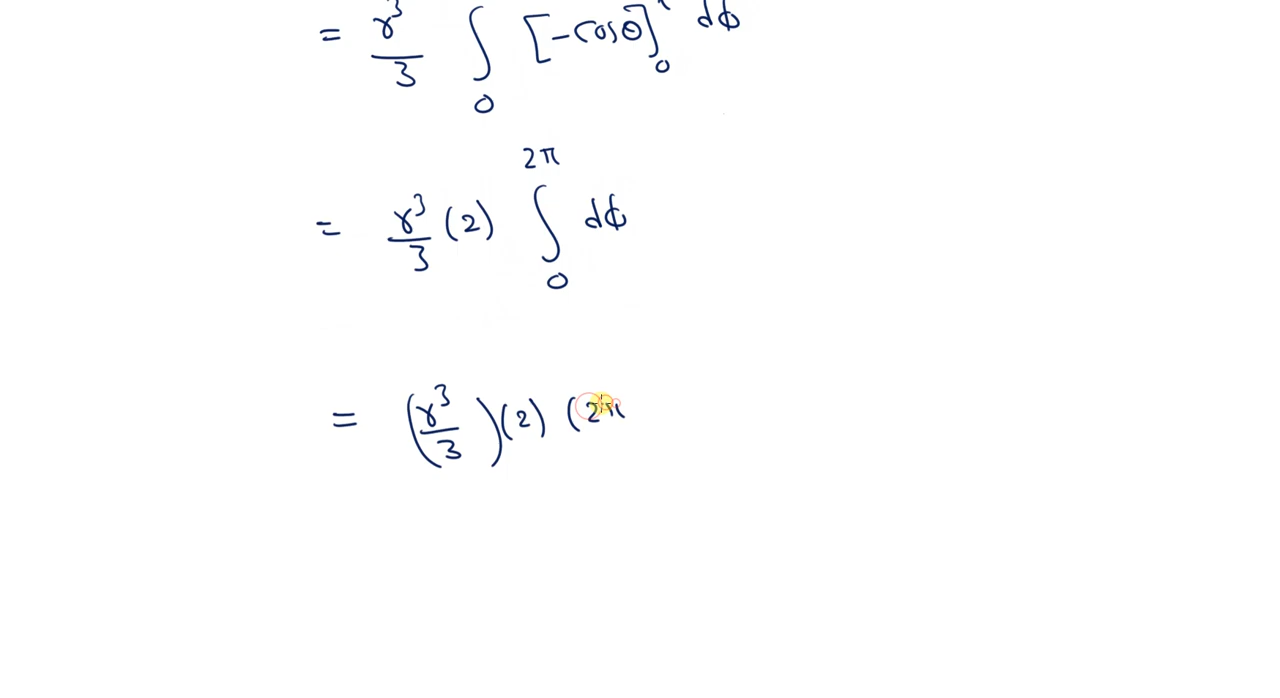 = r³/3 ∫₀ [-cosθ]₀ dϕ
= r³/3 (2) ∫₀^2π dϕ
= (r³/3)(2) (2π